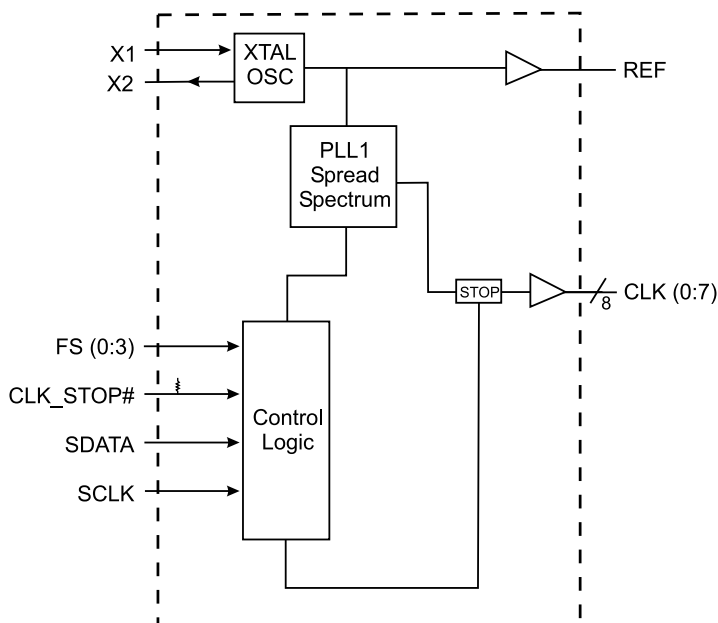 X1
X2
XTAL
OSC
REF
PLL1
Spread
Spectrum
STOP
8
CLK (0:7)
FS (0:3)
CLK_STOP#
SDATA
SCLK
Control
Logic